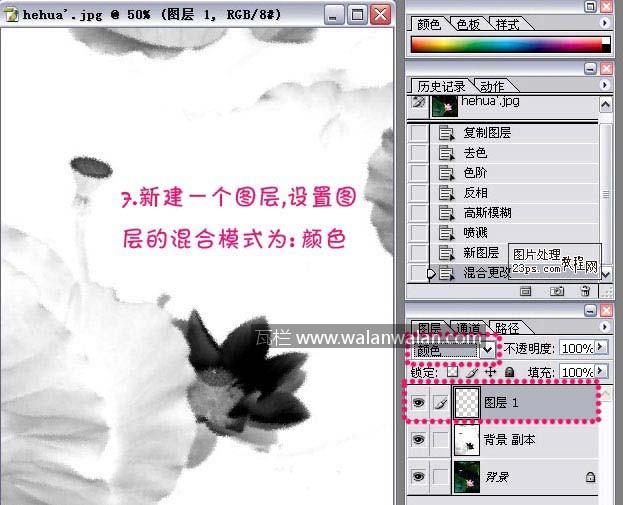 hehua'.jpg @ 50% (图层 1, RGB/8#)
7.新建一个图层,设置图
层的混合模式为:颜色
瓦栏 www.walanwalan.com
颜色 色板 样式
历史记录 动作
hehua'.jpg
复制图层
去色
色阶
反相
高斯模糊
喷溅
新图层
混合更改
图片处理
23ps.com
教程网
图层 通道 路径
颜色 不透明度: 100%
锁定: 填充: 100%
图层 1
背景 副本
背景